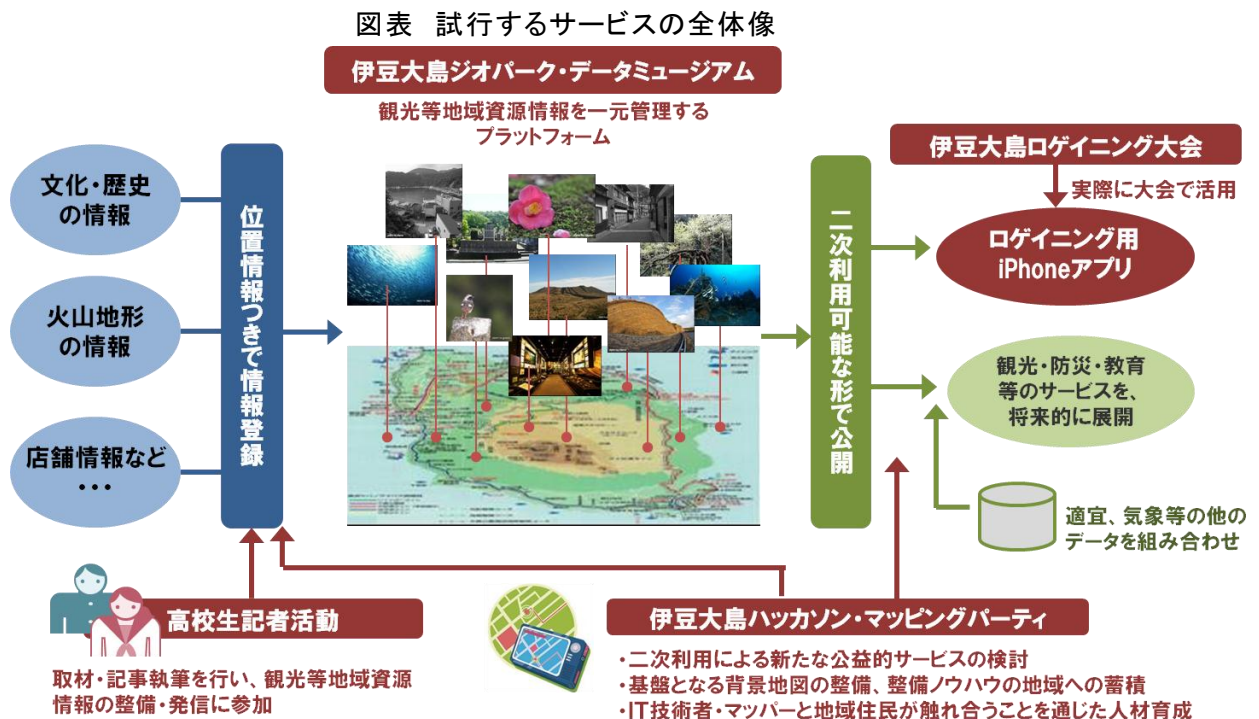 図表 試行するサービスの全体像
伊豆大島ジオパーク・データミュージアム
観光等地域資源情報を一元管理する
プラットフォーム
文化・歴史
の情報
火山地形
の情報
店舗情報など
・・・
位置情報つきで情報登録
二次利用可能な形で公開
伊豆大島ロゲイニング大会
実際に大会で活用
ロゲイニング用
iPhoneアプリ
観光・防災・教育
等のサービスを、
将来的に展開
適宜、気象等の他の
データを組み合わせ
高校生記者活動
取材・記事執筆を行い、観光等地域資源
情報の整備・発信に参加
伊豆大島ハッカソン・マッピングパーティ
・二次利用による新たな公益的サービスの検討
・基盤となる背景地図の整備、整備ノウハウの地域への蓄積
・IT技術者・マッパーと地域住民が触れ合うことを通じた人材育成